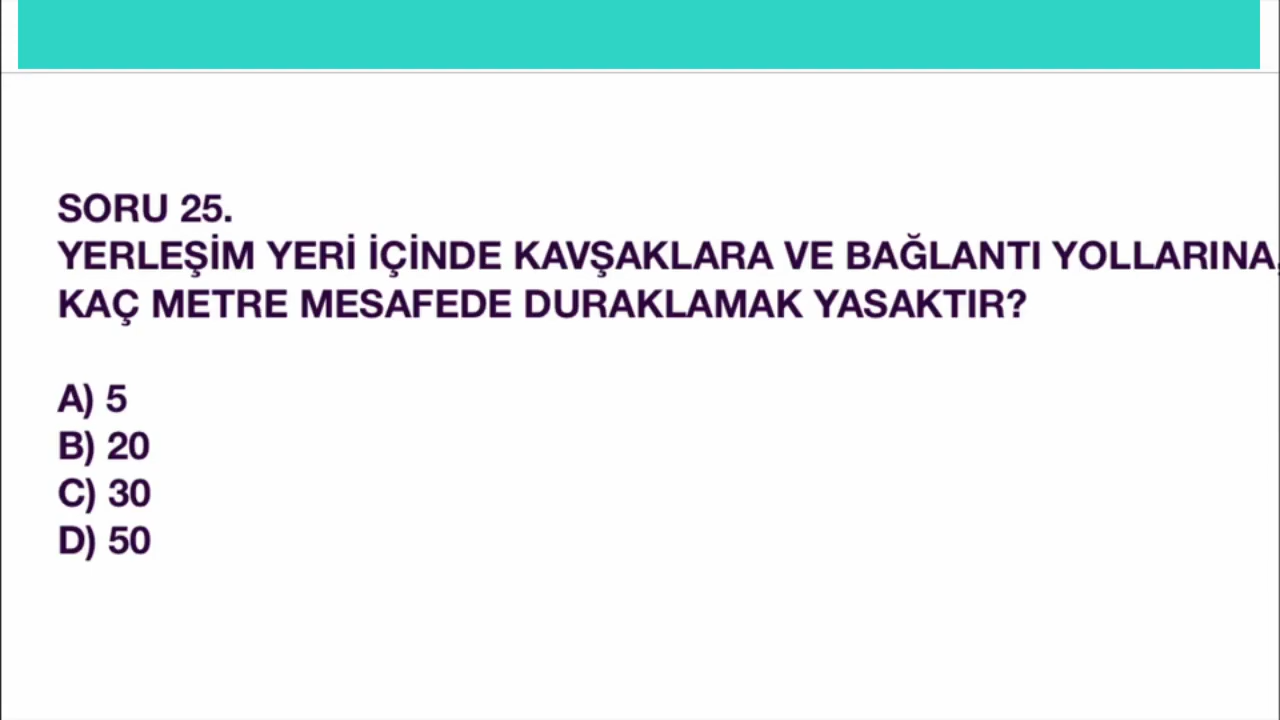 SORU 25.
YERLEŞİM YERİ İÇİNDE KAVŞAKLARA VE BAĞLANTI YOLLARINA,
KAÇ METRE MESAFEDE DURAKLAMAK YASAKTIR?
A) 5
B) 20
C) 30
D) 50